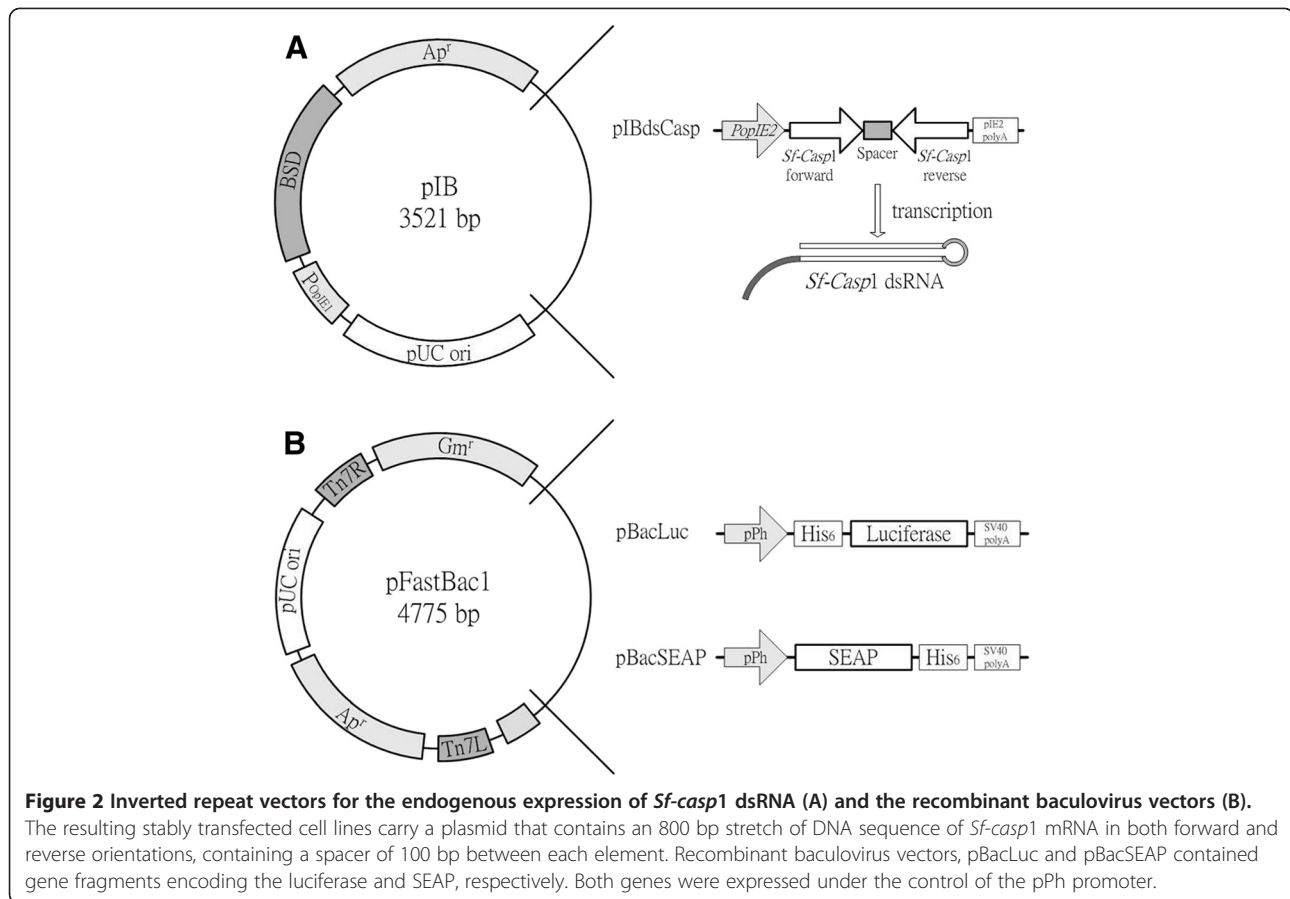 A
Apʳ
BSD
POpIE1
pUC ori
pIB
3521 bp
pIBdsCasp
PopIE2
Sf-Casp1
forward
Spacer
Sf-Casp1
reverse
pIE2
polyA
transcription
Sf-Casp1 dsRNA
B
Gmʳ
Tn7R
pUC ori
Apʳ
Tn7L
pFastBac1
4775 bp
pBacLuc
pPh
His₆
Luciferase
SV40
polyA
pBacSEAP
pPh
SEAP
His₆
SV40
polyA
Figure 2 Inverted repeat vectors for the endogenous expression of Sf-casp1 dsRNA (A) and the recombinant baculovirus vectors (B).
The resulting stably transfected cell lines carry a plasmid that contains an 800 bp stretch of DNA sequence of Sf-casp1 mRNA in both forward and
reverse orientations, containing a spacer of 100 bp between each element. Recombinant baculovirus vectors, pBacLuc and pBacSEAP contained
gene fragments encoding the luciferase and SEAP, respectively. Both genes were expressed under the control of the pPh promoter.